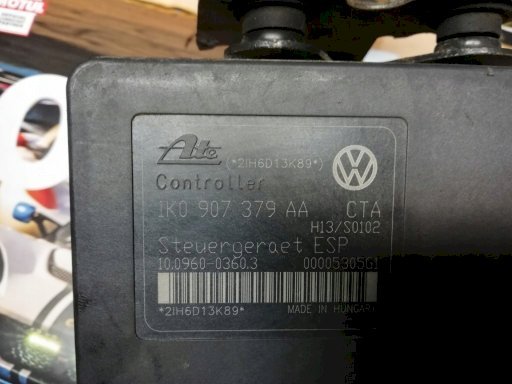 MOTUL
Ate (*2IH6D13K89*)
Controller
1K0 907 379 AA CTA
H13/S0102
Steuergeraet ESP
10.0960-0360.3 00005305G1
*2IH6D13K89* MADE IN HUNGARY